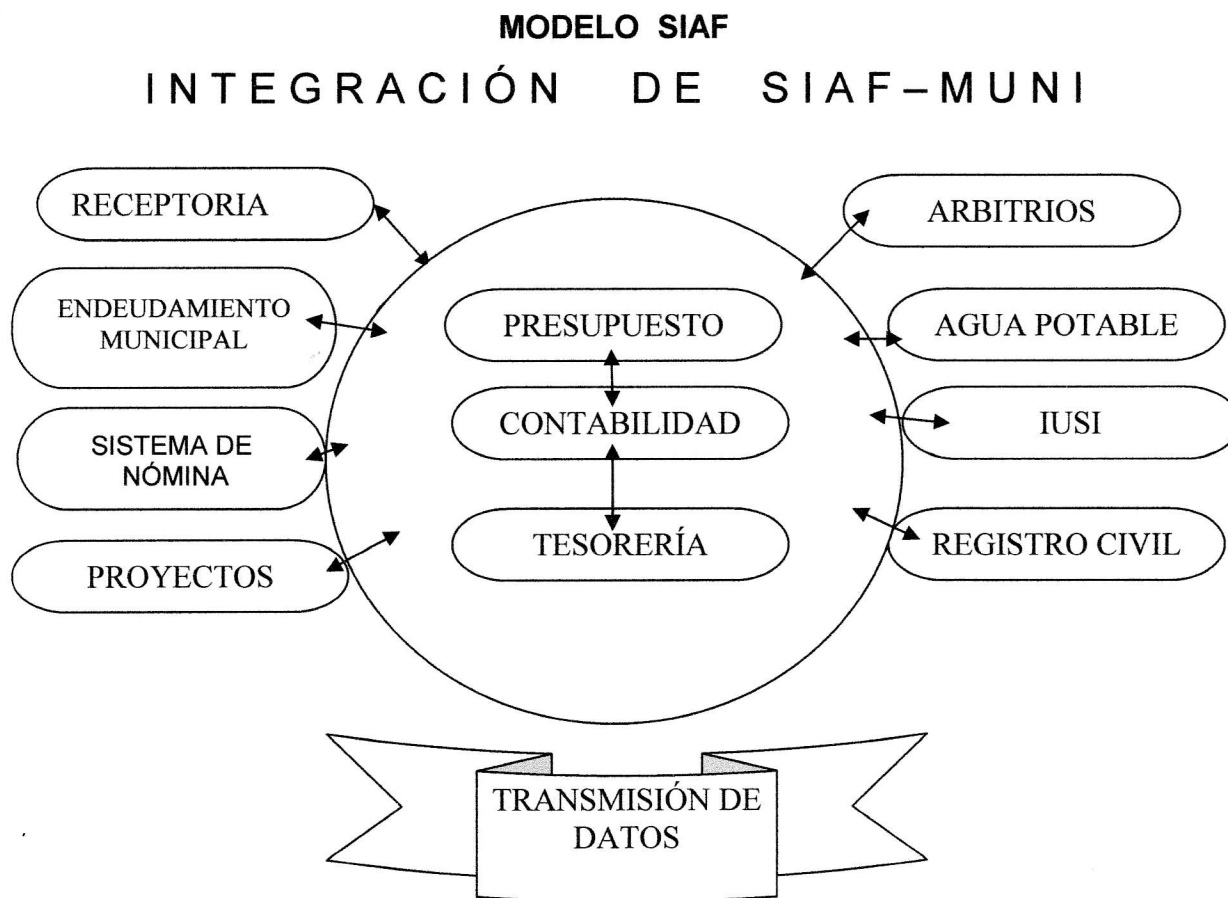 MODELO SIAF
INTEGRACIÓN DE SIAF–MUNI
RECEPTORIA
ENDEUDAMIENTO
MUNICIPAL
SISTEMA DE
NÓMINA
PROYECTOS
PRESUPUESTO
CONTABILIDAD
TESORERÍA
ARBITRIOS
AGUA POTABLE
IUSI
REGISTRO CIVIL
TRANSMISIÓN DE
DATOS